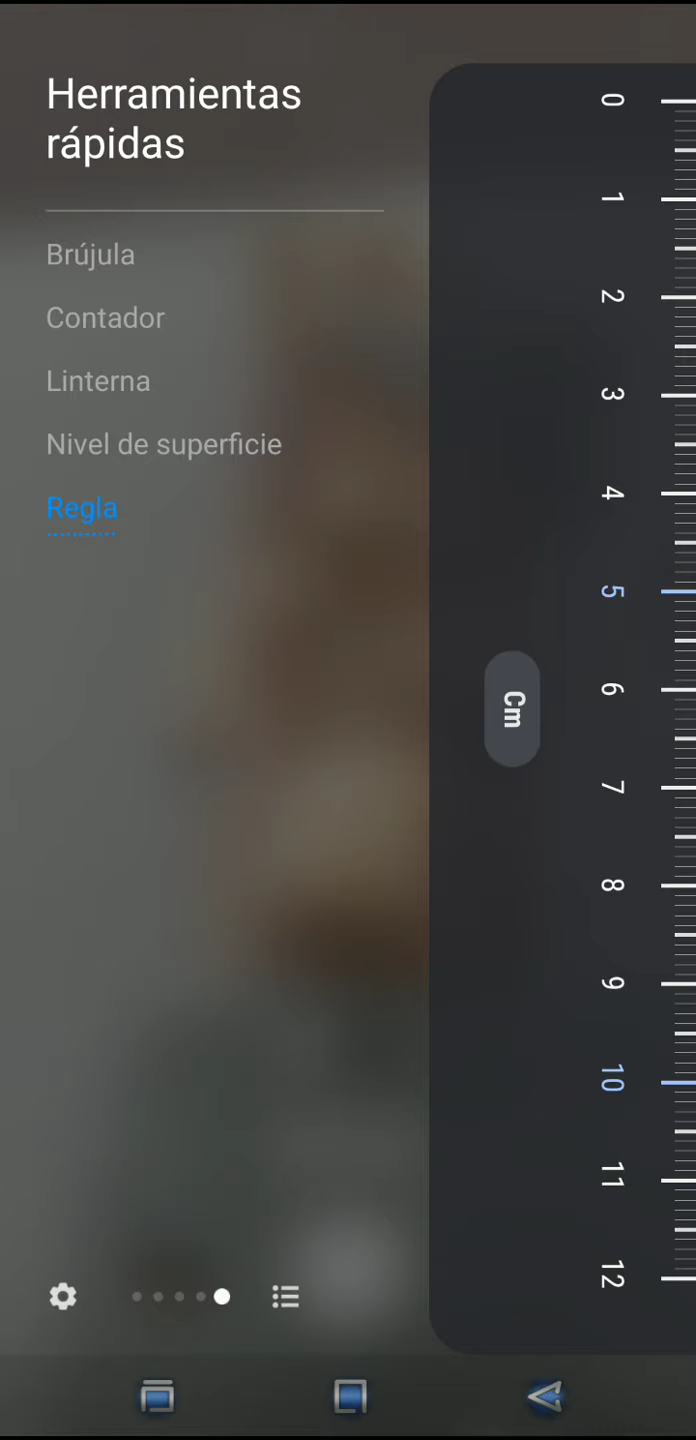 Herramientas
rápidas
Brújula
Contador
Linterna
Nivel de superficie
Regla
0
1
2
3
4
5
6
7
8
9
10
11
12
Cm